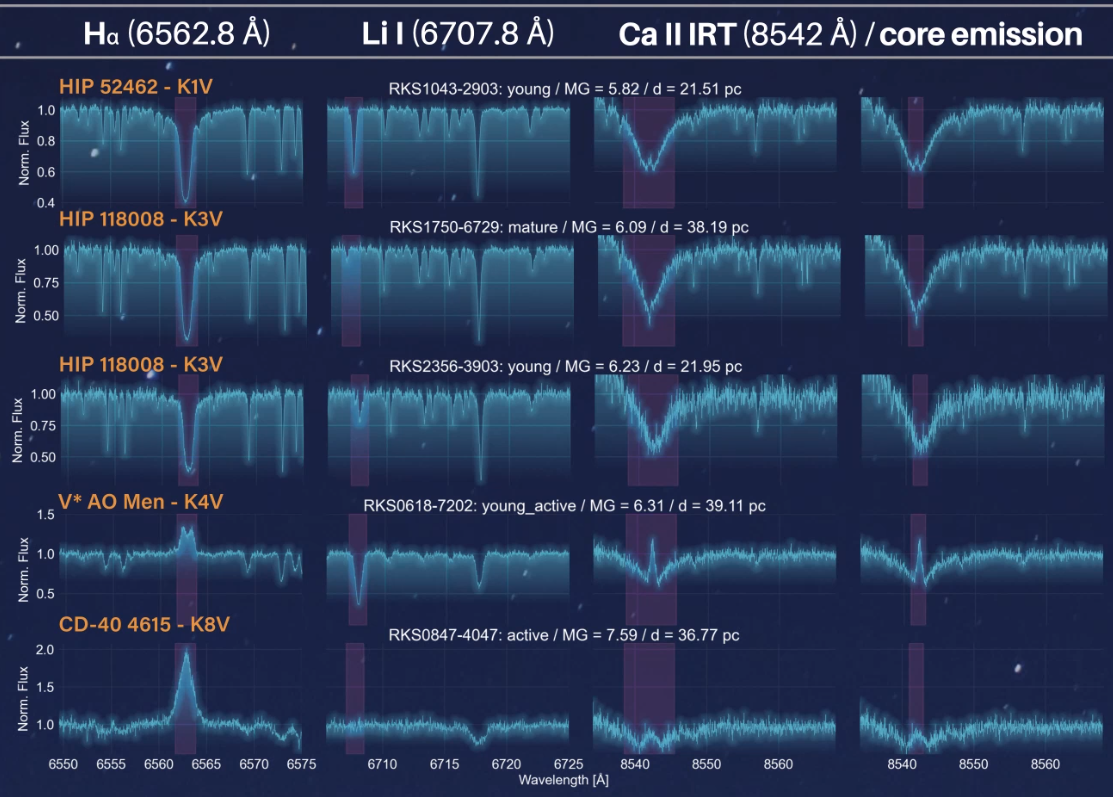 Hα (6562.8 Å) Li I (6707.8 Å) Ca II IRT (8542 Å) / core emission
HIP 52462 - K1V
RKS1043-2903: young / MG = 5.82 / d = 21.51 pc
Norm. Flux
1.0
0.8
0.6
0.4
HIP 118008 - K3V
RKS1750-6729: mature / MG = 6.09 / d = 38.19 pc
Norm. Flux
1.00
0.75
0.50
HIP 118008 - K3V
RKS2356-3903: young / MG = 6.23 / d = 21.95 pc
Norm. Flux
1.00
0.75
0.50
V* AO Men - K4V
RKS0618-7202: young_active / MG = 6.31 / d = 39.11 pc
Norm. Flux
1.5
1.0
0.5
CD-40 4615 - K8V
RKS0847-4047: active / MG = 7.59 / d = 36.77 pc
Norm. Flux
2.0
1.5
1.0
6550 6555 6560 6565 6570 6575 6710 6715 6720 6725 8540 8550 8560 8540 8550 8560
Wavelength [Å]